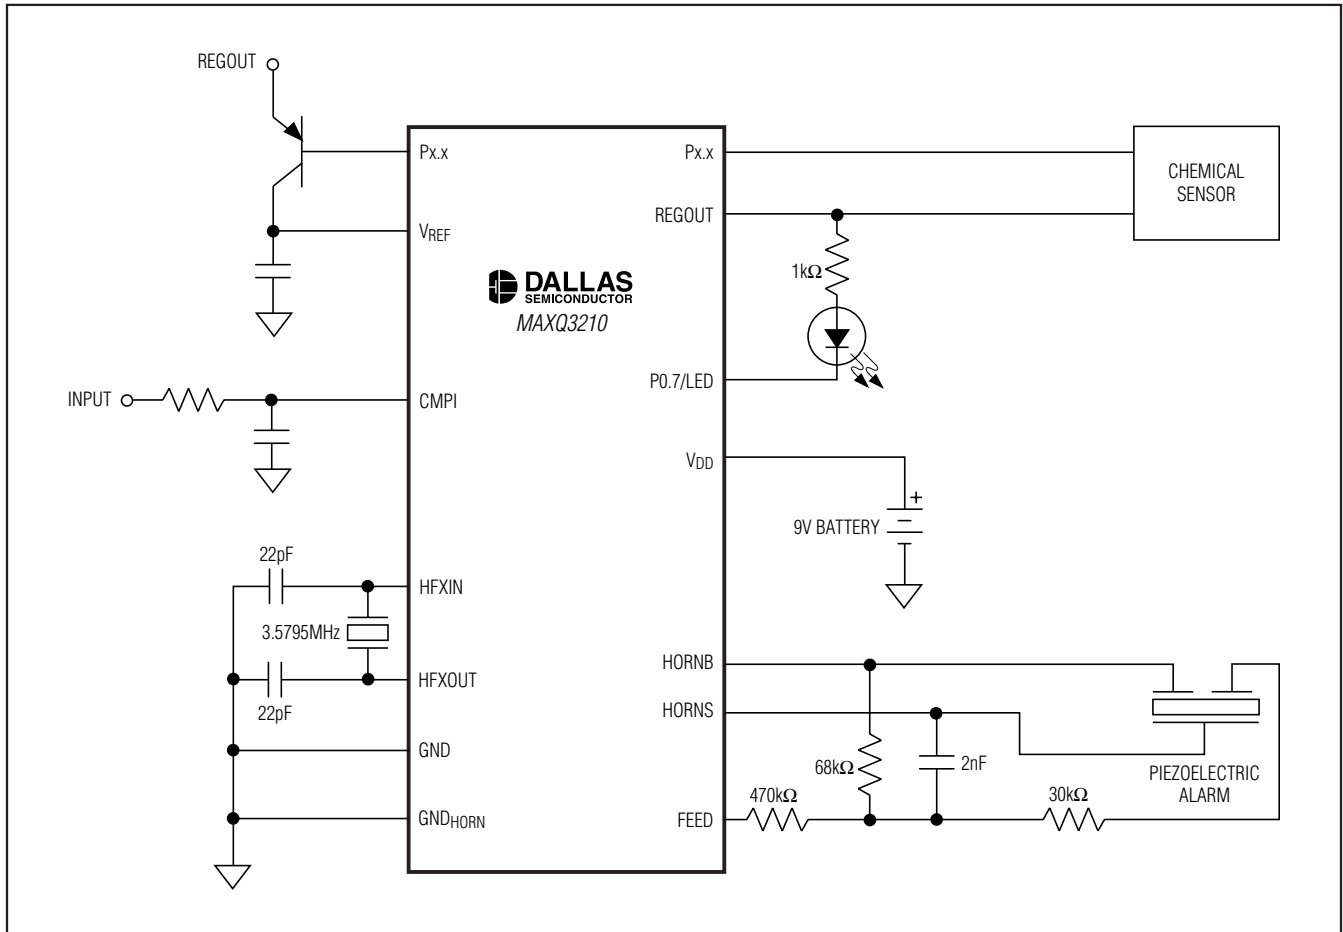 REGOUT
Px.x
VREF
INPUT
CMPI
22pF
HFXIN
3.5795MHz
HFXOUT
22pF
GND
GNDHORN
DALLAS
SEMICONDUCTOR
MAXQ3210
Px.x
REGOUT
CHEMICAL
SENSOR
1kΩ
P0.7/LED
VDD
+
9V BATTERY
HORNB
HORNS
68kΩ
2nF
PIEZOELECTRIC
ALARM
470kΩ
30kΩ
FEED